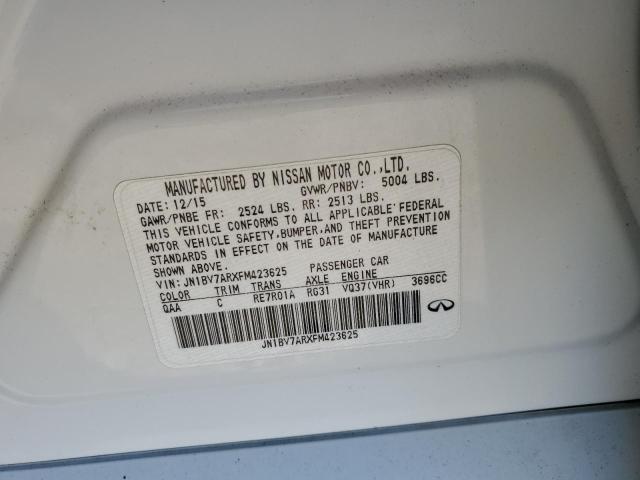 MANUFACTURED BY NISSAN MOTOR CO.,LTD.
DATE: 12/15 GVWR/PNBV: 5004 LBS.
GAWR/PNBE FR: 2524 LBS. RR: 2513 LBS.
THIS VEHICLE CONFORMS TO ALL APPLICABLE FEDERAL
MOTOR VEHICLE SAFETY,BUMPER,AND THEFT PREVENTION
STANDARDS IN EFFECT ON THE DATE OF MANUFACTURE
SHOWN ABOVE.
VIN: JN1BV7ARXFM423625 PASSENGER CAR
COLOR TRIM TRANS AXLE ENGINE
QAA C RE7R01A RG31 VQ37(VHR) 3696CC
JN1BV7ARXFM423625